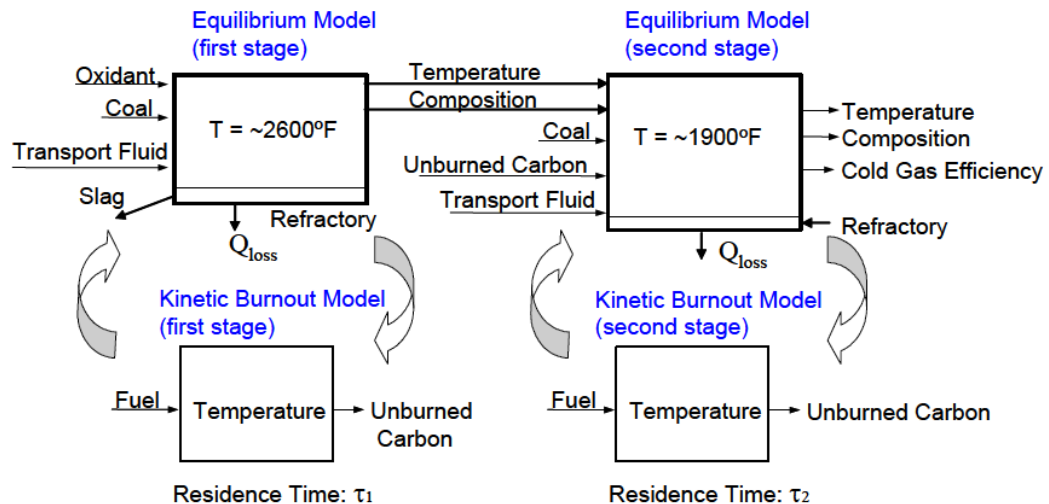 Equilibrium Model
(first stage)
Equilibrium Model
(second stage)
Oxidant
Coal
Transport Fluid
Slag
T = ~2600ºF
Refractory
Qloss
Temperature
Composition
Coal
Unburned Carbon
Transport Fluid
T = ~1900ºF
Temperature
Composition
Cold Gas Efficiency
Refractory
Qloss
Kinetic Burnout Model
(first stage)
Fuel
Temperature
Unburned
Carbon
Residence Time: τ1
Kinetic Burnout Model
(second stage)
Fuel
Temperature
Unburned Carbon
Residence Time: τ2